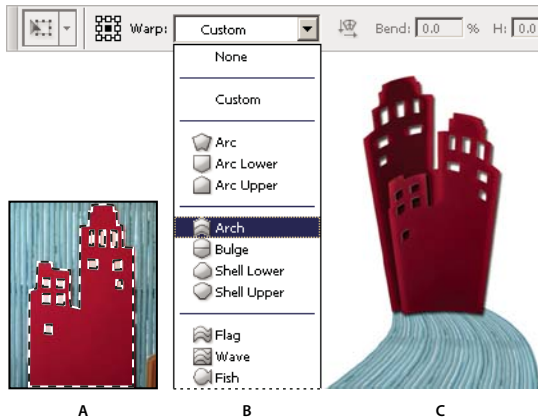 Warp: Custom Bend: 0.0 % H: 0.0
None
Custom
Arc
Arc Lower
Arc Upper
Arch
Bulge
Shell Lower
Shell Upper
Flag
Wave
Fish
A B C